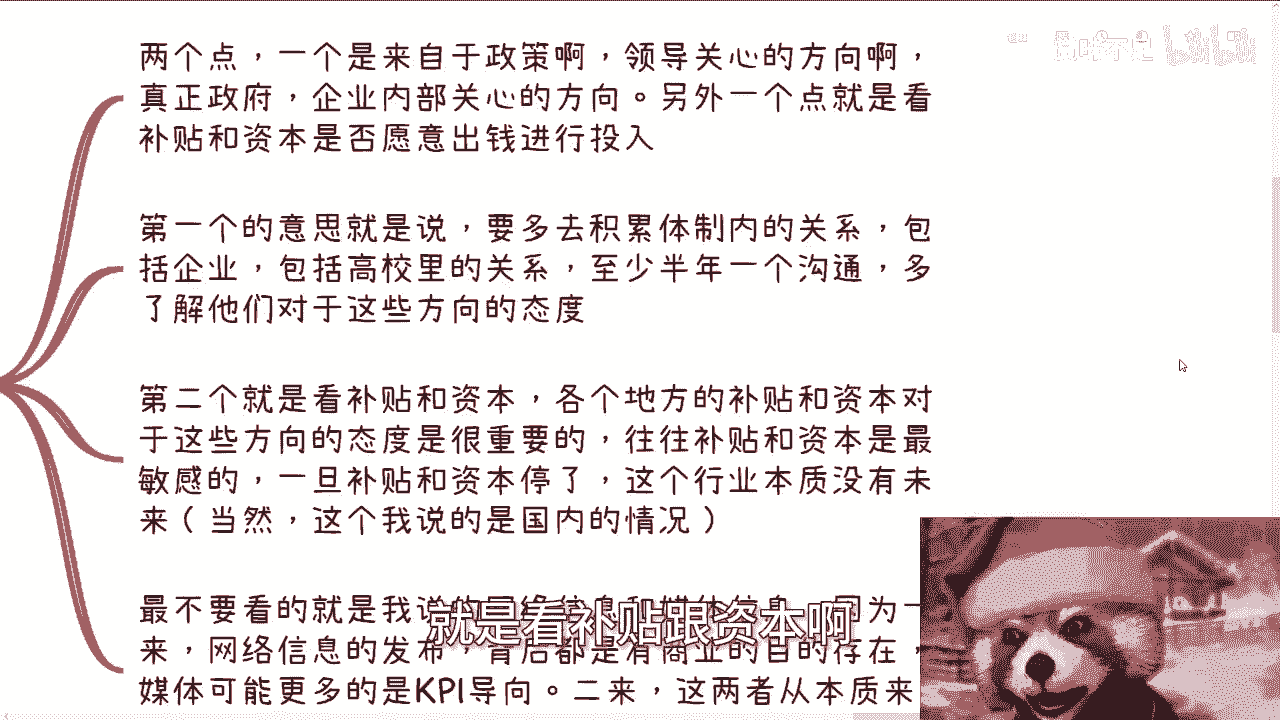 两个点，一个是来自于政策啊，领导关心的方向啊，
真正政府，企业内部关心的方向。另外一个点就是看
补贴和资本是否愿意出钱进行投入
第一个的意思就是说，要多去积累体制内的关系，包
括企业，包括高校里的关系，至少半年一个沟通，多
了解他们对于这些方向的态度
第二个就是看补贴和资本，各个地方的补贴和资本对
于这些方向的态度是很重要的，往往补贴和资本是最
敏感的，一旦补贴和资本停了，这个行业本质没有未
来（当然，这个我说的是国内的情况）
最不要看的就是我说的网络信息和媒体信息，因为一
就是看补贴跟资本啊
来，网络信息的发布，背后都是有商业的目的存在，
媒体可能更多的是KPI导向。二来，这两者从本质来